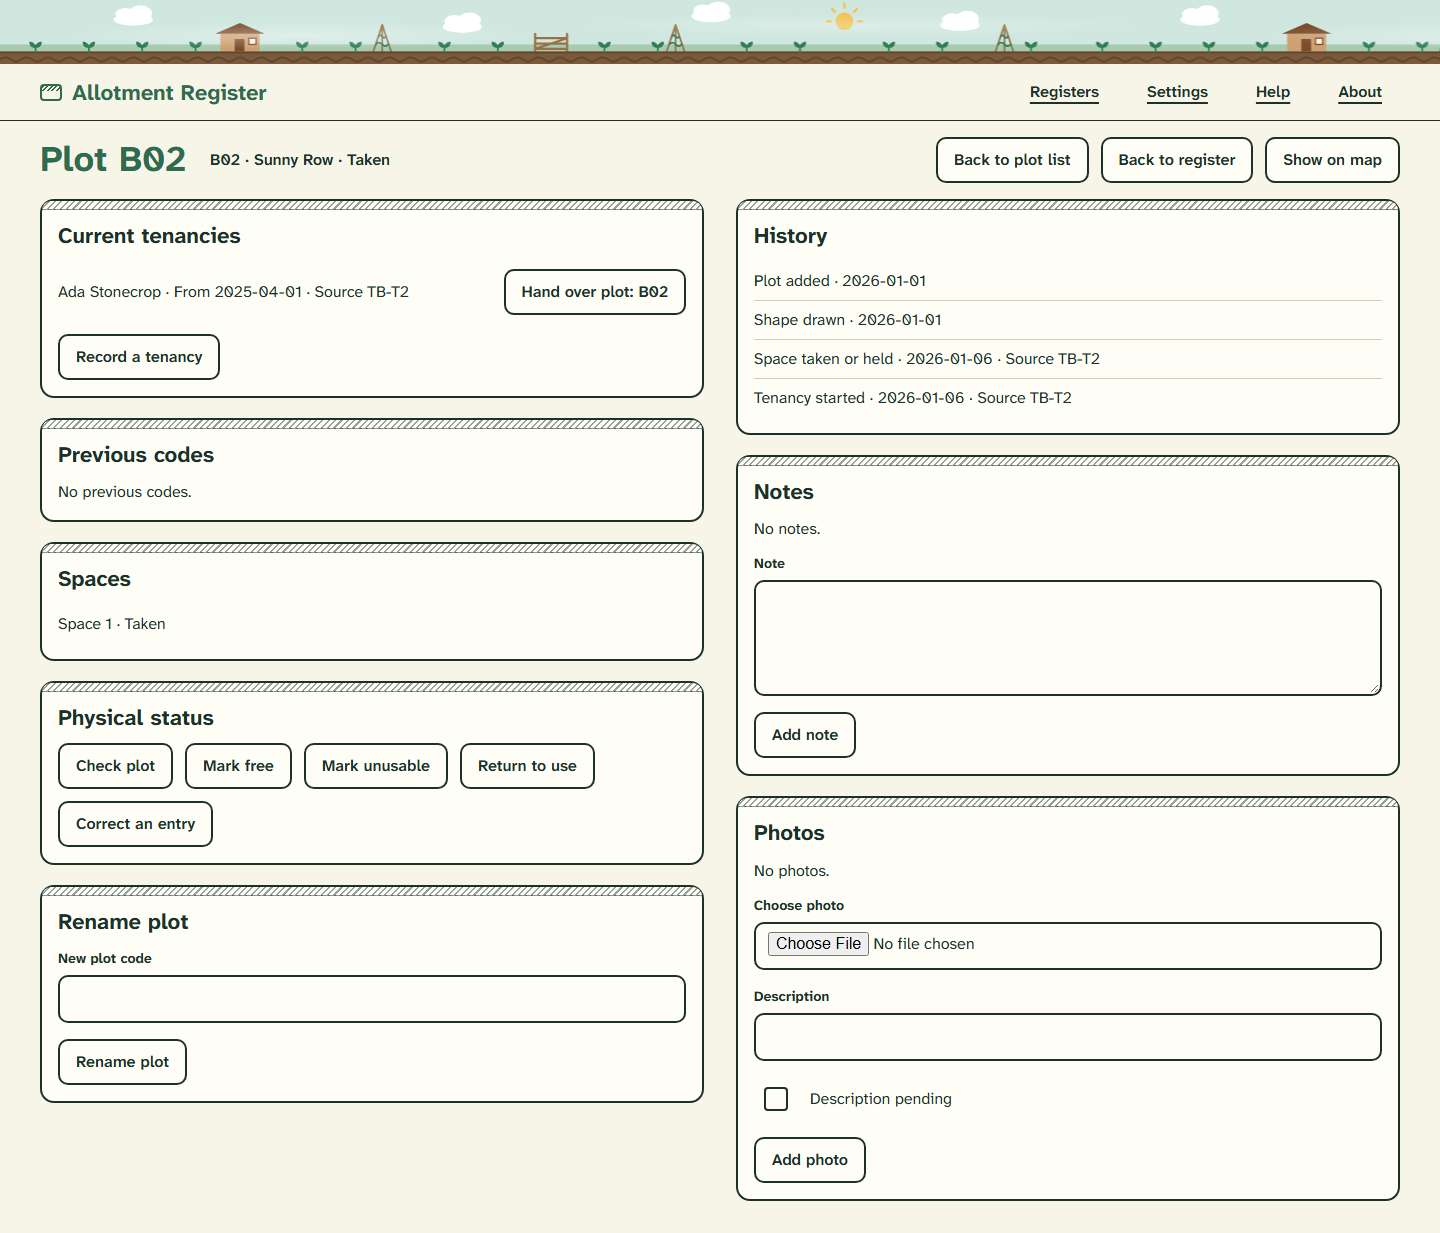 Allotment Register
Registers
Settings
Help
About
Plot B02
B02 · Sunny Row · Taken
Back to plot list
Back to register
Show on map
Current tenancies
Ada Stonecrop · From 2025-04-01 · Source TB-T2
Hand over plot: B02
Record a tenancy
Previous codes
No previous codes.
Spaces
Space 1 · Taken
Physical status
Check plot
Mark free
Mark unusable
Return to use
Correct an entry
Rename plot
New plot code
Rename plot
History
Plot added · 2026-01-01
Shape drawn · 2026-01-01
Space taken or held · 2026-01-06 · Source TB-T2
Tenancy started · 2026-01-06 · Source TB-T2
Notes
No notes.
Note
Add note
Photos
No photos.
Choose photo
Choose File No file chosen
Description
Description pending
Add photo